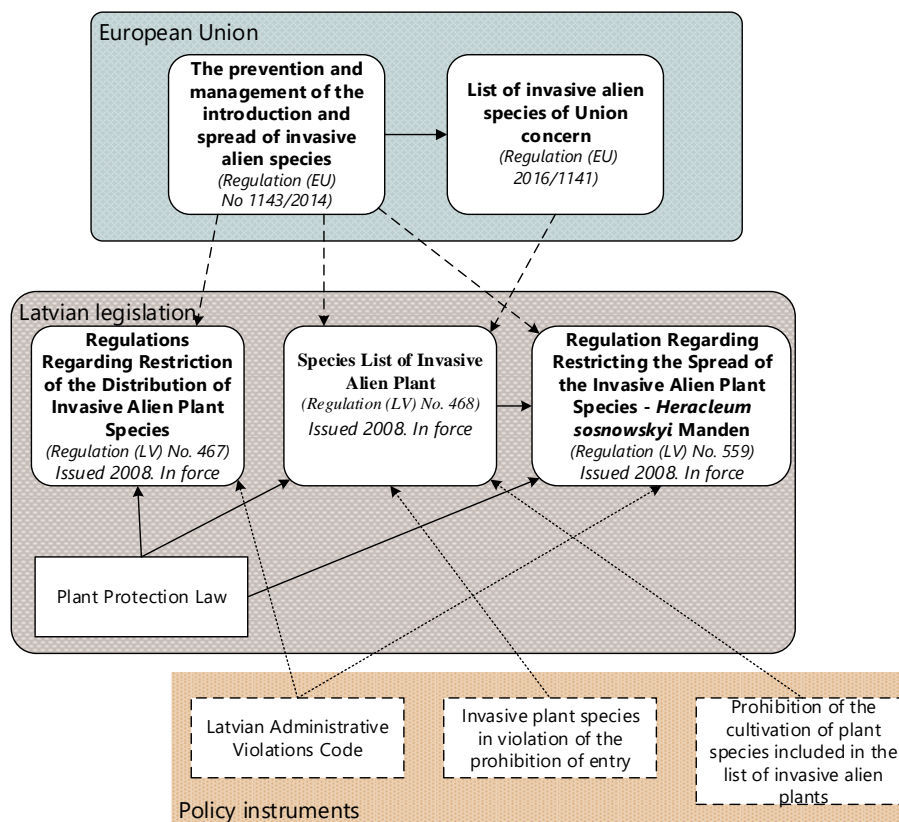 European Union
The prevention and
management of the
introduction and
spread of invasive
alien species
(Regulation (EU)
No 1143/2014)
List of invasive alien
species of Union
concern
(Regulation (EU)
2016/1141)
Latvian legislation
Regulations
Regarding Restriction
of the Distribution of
Invasive Alien Plant
Species
(Regulation (LV) No. 467)
Issued 2008. In force
Species List of Invasive
Alien Plant
(Regulation (LV) No. 468)
Issued 2008. In force
Regulation Regarding
Restricting the Spread of
the Invasive Alien Plant
Species - Heracleum
sosnowskyi Manden
(Regulation (LV) No. 559)
Issued 2008. In force
Plant Protection Law
Latvian Administrative
Violations Code
Invasive plant species
in violation of the
prohibition of entry
Prohibition of the
cultivation of plant
species included in the
list of invasive alien
plants
Policy instruments